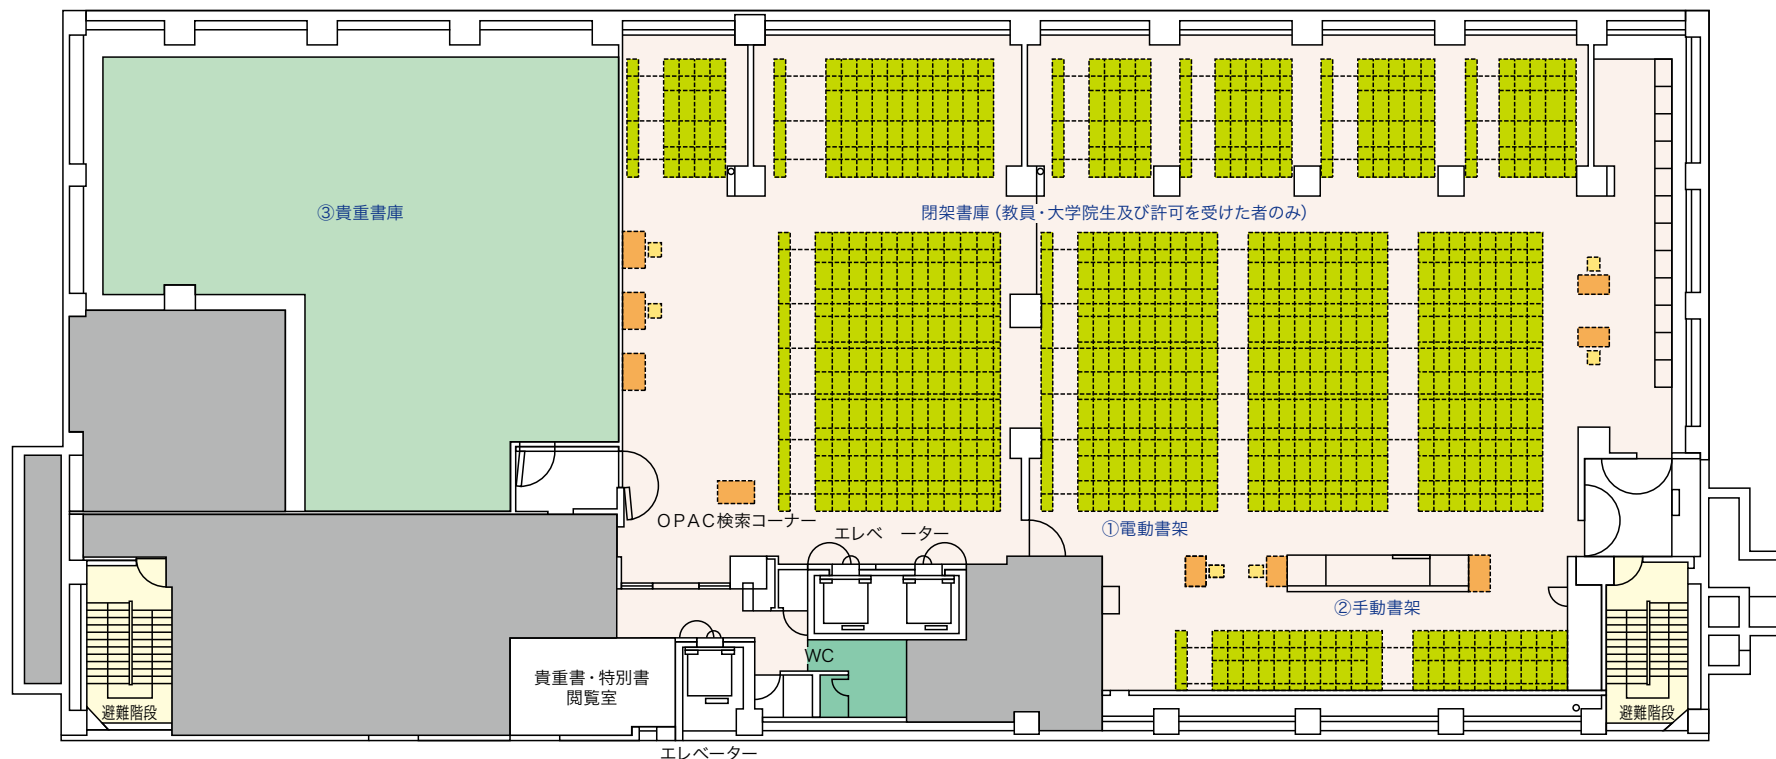 ③貴重書庫
閉架書庫（教員・大学院生及び許可を受けた者のみ）
OPAC検索コーナー
エレベ ーター
①電動書架
②手動書架
WC
貴重書・特別書
閲覧室
避難階段
避難階段
エレベーター